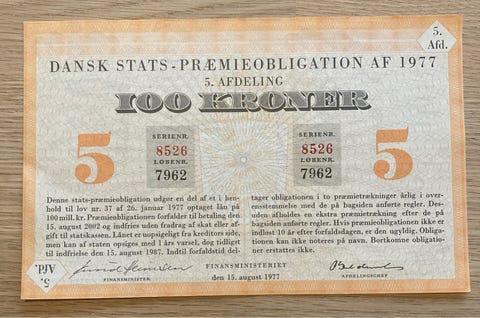 5.
Afd.
DANSK STATS-PRÆMIEOBLIGATION AF 1977
5. AFDELING
100 KRONER
5
SERIENR.
8526
LØBENR.
7962
SERIENR.
8526
LØBENR.
7962
5
Denne stats-præmieobligation udgør en del af et i hen-
hold til lov nr. 37 af 26. januar 1977 optaget lån på
100 mill. kr. Præmieobligationen forfalder til betaling den
15. august 2002 og indfries uden fradrag af skat eller af-
gift til statskassen. Lånet er uopsigeligt fra kreditors side,
men kan af staten opsiges med 1 års varsel, dog tidligst
til indfrielse den 15. august 1987. Indtil forfaldstid del-
tager obligationen i to præmietrækninger årlig i over-
ensstemmelse med de på bagsiden anførte regler. Des-
uden afholdes en ekstra præmietrækning efter de på
bagsiden anførte regler. Hvis præmieobligationen ikke er
indløst 10 år efter forfaldsdagen, er den ugyldig. Obliga-
tionen kan ikke noteres på navn. Bortkomne obligatio-
ner erstattes ikke.
5.
Afd.
FINANSMINISTERIET
FINANSMINISTER
den 15. august 1977
AFDELINGSCHEF